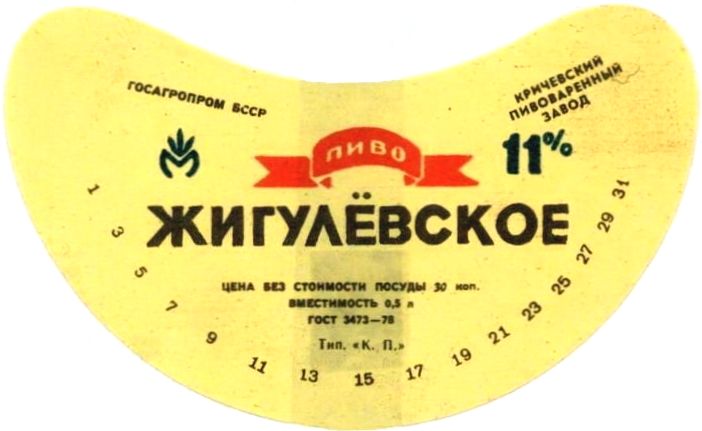 ГОСАГРОПРОМ БССР
КРИЧЕВСКИЙ
ПИВОВАРЕННЫЙ
ЗАВОД
ПИВО
11%
ЖИГУЛЁВСКОЕ
ЦЕНА БЕЗ СТОИМОСТИ ПОСУДЫ 30 коп.
ВМЕСТИМОСТЬ 0,5 л
ГОСТ 3473—78
Тип. «К. П.»
1 3 5 7 9 11 13 15 17 19 21 23 25 27 29 31